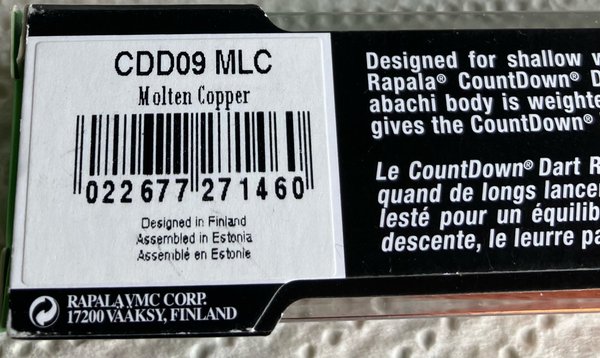 CDD09 MLC
Molten Copper
022677 271460
Designed in Finland
Assembled in Estonia
Assemblé en Estonie
RAPALA VMC CORP.
17200 VÄÄKSY, FINLAND
Designed for shallow
Rapala® CountDown® D
abachi body is weighte
gives the CountDown®
Le CountDown® Dart R
quand de longs lance
lesté pour un équilib
descente, le leurre pa